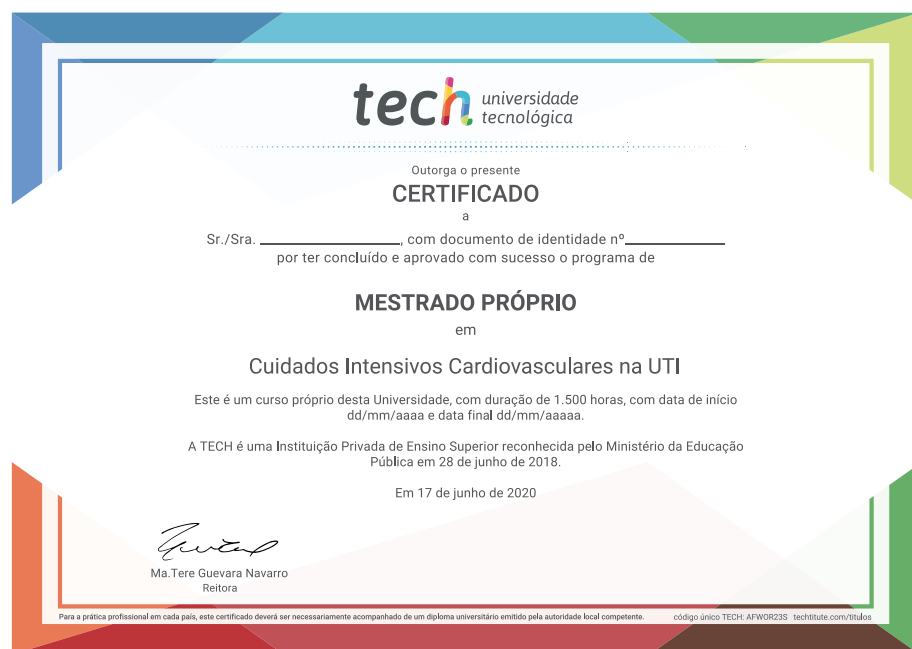 tech universidade
tecnológica
Outorga o presente
CERTIFICADO
a
Sr./Sra. ____________, com documento de identidade nº____________
por ter concluído e aprovado com sucesso o programa de
MESTRADO PRÓPRIO
em
Cuidados Intensivos Cardiovasculares na UTI
Este é um curso próprio desta Universidade, com duração de 1.500 horas, com data de início
dd/mm/aaaa e data final dd/mm/aaaaa.
A TECH é uma Instituição Privada de Ensino Superior reconhecida pelo Ministério da Educação
Pública em 28 de junho de 2018.
Em 17 de junho de 2020
Ma.Tere Guevara Navarro
Reitora
Para a prática profissional em cada país, este certificado deverá ser necessariamente acompanhado de um diploma universitário emitido pela autoridade local competente. código único TECH: AFWOR23S techtitute.com/titulos